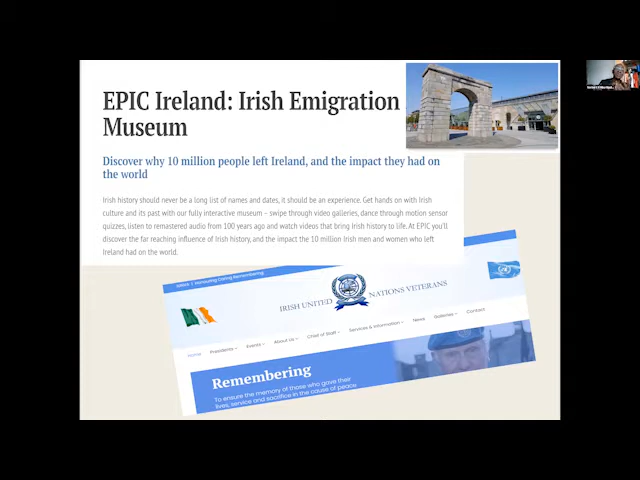 EPIC Ireland: Irish Emigration
Museum
Discover why 10 million people left Ireland, and the impact they had on
the world
Irish history should never be a long list of names and dates, it should be an experience. Get hands on with Irish
culture and its past with our fully interactive museum – swipe through video galleries, dance through motion sensor
quizzes, listen to remastered audio from 100 years ago and watch videos that bring Irish history to life. At EPIC you'll
discover the far reaching influence of Irish history, and the impact the 10 million Irish men and women who left
Ireland had on the world.
Honouring Caring Remembering
IRISH UNITED NATIONS VETERANS
Home Presidents Events About Us Chief of Staff Services & Information News Galleries Contact
Remembering
To ensure the memory of those who gave their
lives, service and sacrifice in the cause of peace